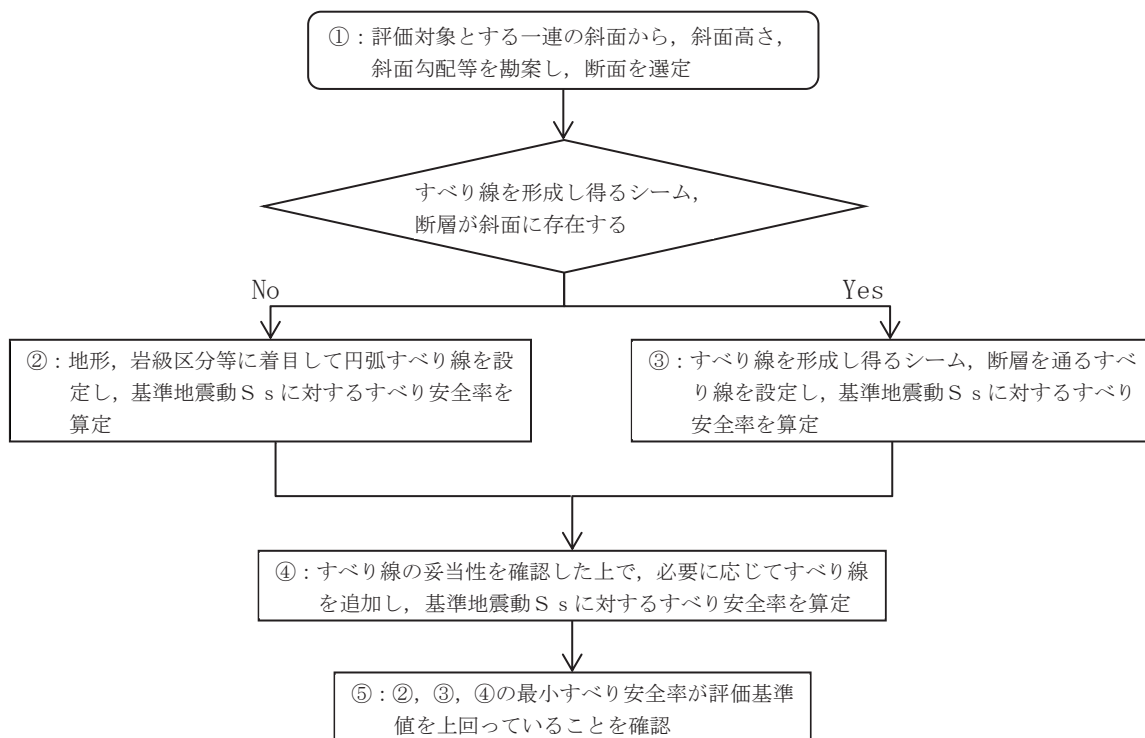 ①：評価対象とする一連の斜面から，斜面高さ，
斜面勾配等を勘案し，断面を選定
すべり線を形成し得るシーム，
断層が斜面に存在する
No
Yes
②：地形，岩級区分等に着目して円弧すべり線を設
定し，基準地震動Ｓｓに対するすべり安全率を
算定
③：すべり線を形成し得るシーム，断層を通るすべ
り線を設定し，基準地震動Ｓｓに対するすべり
安全率を算定
④：すべり線の妥当性を確認した上で，必要に応じてすべり線
を追加し，基準地震動Ｓｓに対するすべり安全率を算定
⑤：②，③，④の最小すべり安全率が評価基準
値を上回っていることを確認